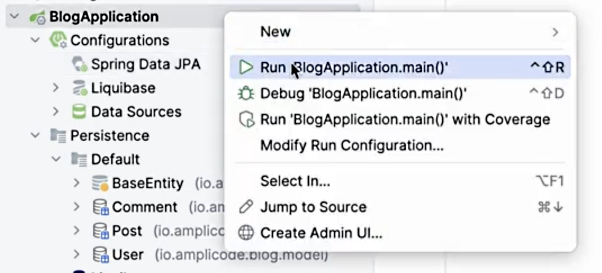 BlogApplication
Configurations
Spring Data JPA
Liquibase
Data Sources
Persistence
Default
BaseEntity (io.a
Comment (io.an
Post (io.amplic
User (io.amplicode.blog.model)
New
Run 'BlogApplication.main()' ⌃⇧R
Debug 'BlogApplication.main()' ⌃⇧D
Run 'BlogApplication.main()' with Coverage
Modify Run Configuration...
Select In... ⌥F1
Jump to Source ⌘↓
Create Admin UI...